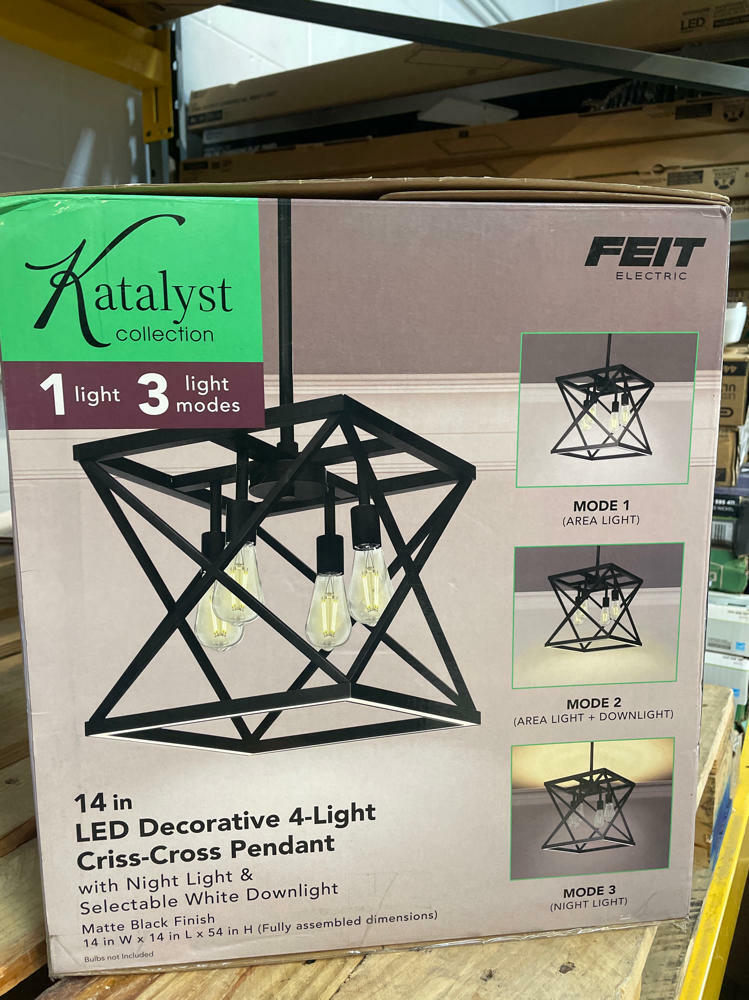 Katalyst
collection
1 light 3 light modes
FEIT
ELECTRIC
MODE 1
(AREA LIGHT)
MODE 2
(AREA LIGHT + DOWNLIGHT)
MODE 3
(NIGHT LIGHT)
14 in
LED Decorative 4-Light
Criss-Cross Pendant
with Night Light &
Selectable White Downlight
Matte Black Finish
14 in W x 14 in L x 54 in H (Fully assembled dimensions)
Bulbs not Included
LED